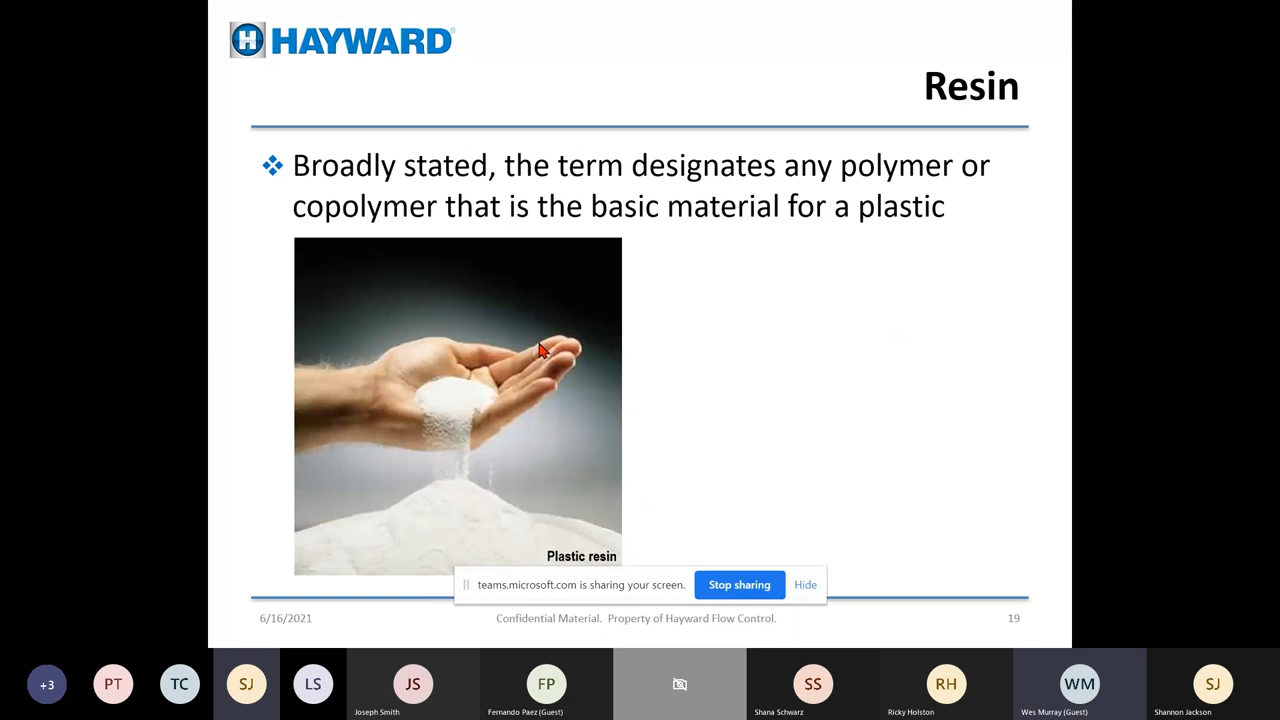 HAYWARD
Resin
Broadly stated, the term designates any polymer or
copolymer that is the basic material for a plastic
Plastic resin
teams.microsoft.com is sharing your screen.
Stop sharing
Hide
6/16/2021
Confidential Material. Property of Hayward Flow Control.
19
+3
PT
TC
SJ
LS
JS
FP
SS
RH
WM
SJ
Joseph Smith
Fernando Paez (Guest)
Shana Schwarz
Ricky Holston
Wes Murray (Guest)
Shannon Jackson